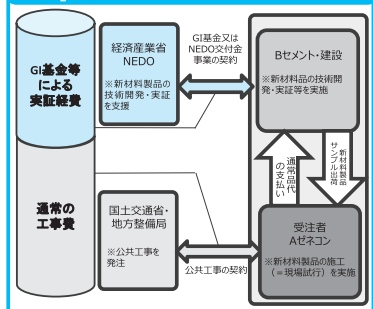 GI基金等
による
実証経費
通常の
工事費
経済産業省
NEDO
※新材料製品の
技術開発・実証
を支援
GI基金又は
NEDO交付金
事業の契約
Bセメント・建設
※新材料品の技術開
発・実証等を実施
通常品代
の支払い
新材料製品
サンプル出荷
国土交通省・
地方整備局
※公共工事を
発注
公共工事の契約
受注者
Aゼネコン
※新材料製品の施工
（＝現場試行）を実施